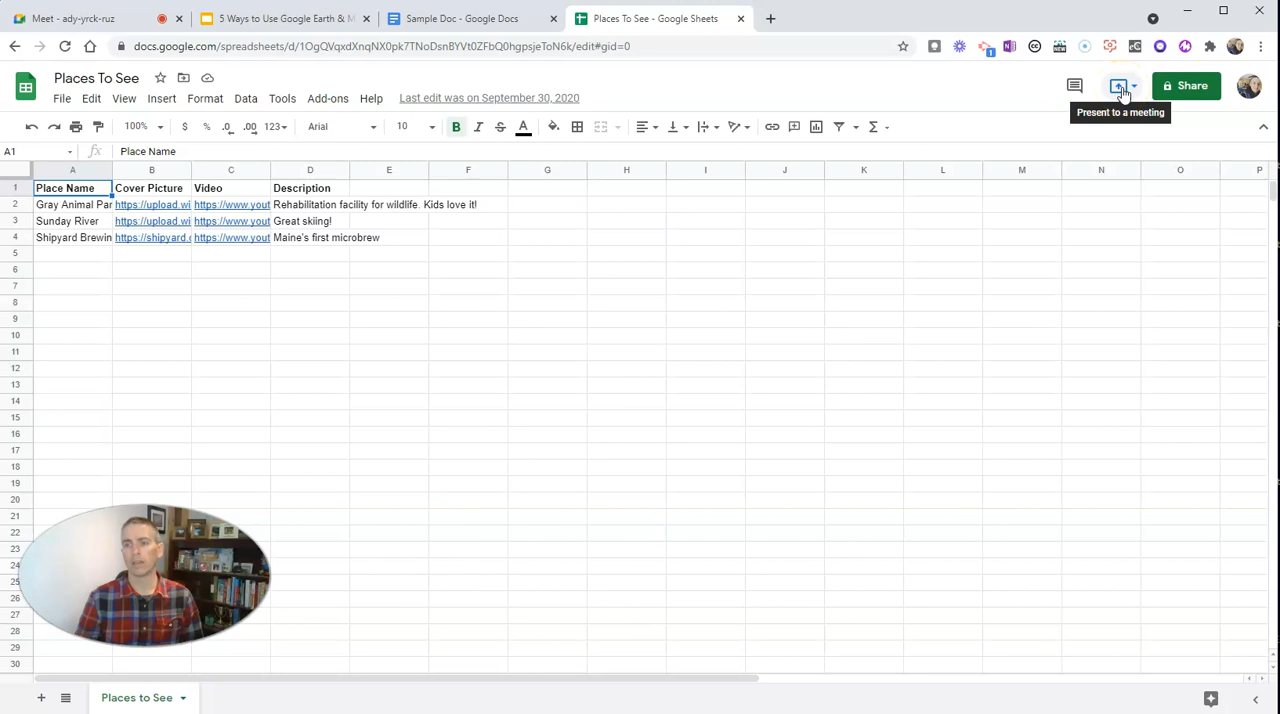 Meet - ady-yrck-ruz
5 Ways to Use Google Earth & M
Sample Doc - Google Docs
Places To See - Google Sheets
docs.google.com/spreadsheets/d/1OgQVqxdXhqNX0pk7TNoDsnBYVt0ZFbQ0hgpsjeToN6k/edit#gid=0
Places To See
File Edit View Insert Format Data Tools Add-ons Help Last edit was on September 30, 2020
Share
Present to a meeting
100% $ % .0 .00 123 Arial 10 B I S A
A1 fx Place Name
A B C D E F G H I J K L M N O P
1 Place Name Cover Picture Video Description
2 Gray Animal Par https://upload.wi https://www.yout Rehabilitation facility for wildlife. Kids love it!
3 Sunday River https://upload.wi https://www.yout Great skiing!
4 Shipyard Brewin https://shipyard.c https://www.yout Maine's first microbrew
5
6
7
8
9
10
11
12
13
14
15
16
17
18
19
20
21
22
23
24
25
26
27
28
29
30
Places to See